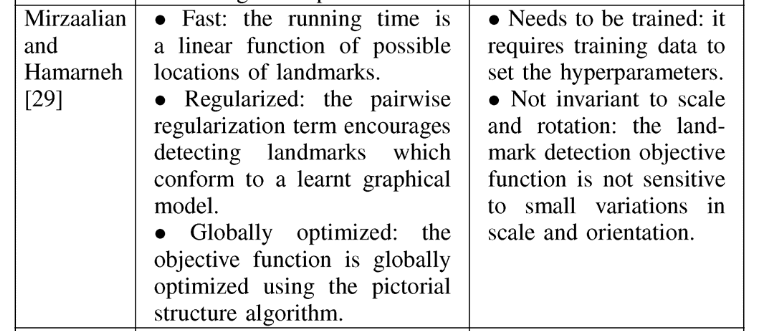 Mirzaalian
and
Hamarneh
[29]
● Fast: the running time is
a linear function of possible
locations of landmarks.
● Regularized: the pairwise
regularization term encourages
detecting landmarks which
conform to a learnt graphical
model.
● Globally optimized: the
objective function is globally
optimized using the pictorial
structure algorithm.
● Needs to be trained: it
requires training data to
set the hyperparameters.
● Not invariant to scale
and rotation: the land-
mark detection objective
function is not sensitive
to small variations in
scale and orientation.